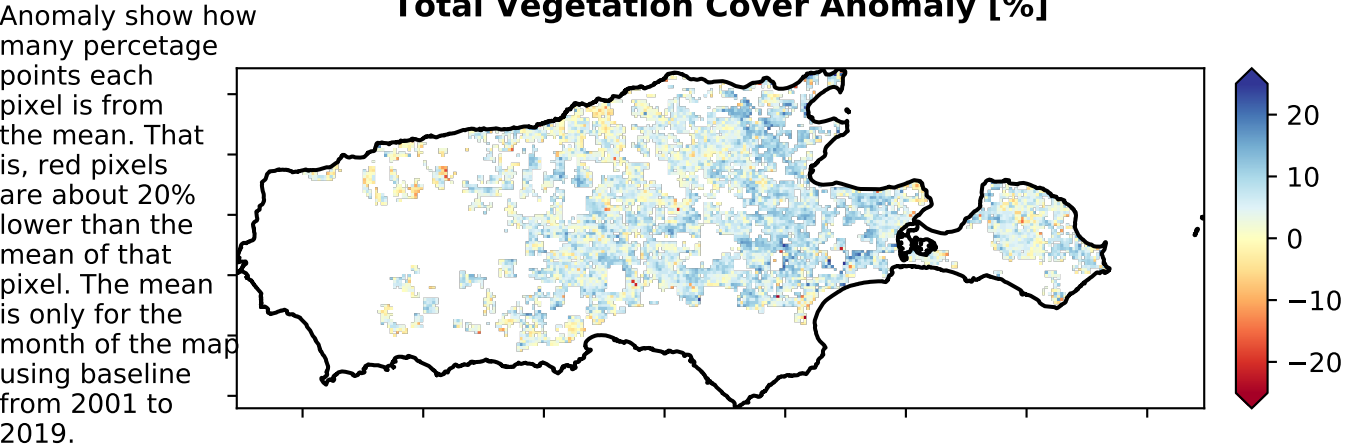 Anomaly show how
many percetage
points each
pixel is from
the mean. That
is, red pixels
are about 20%
lower than the
mean of that
pixel. The mean
is only for the
month of the map
using baseline
from 2001 to
2019.
Total Vegetation Cover Anomaly [%]
20
10
0
−10
−20